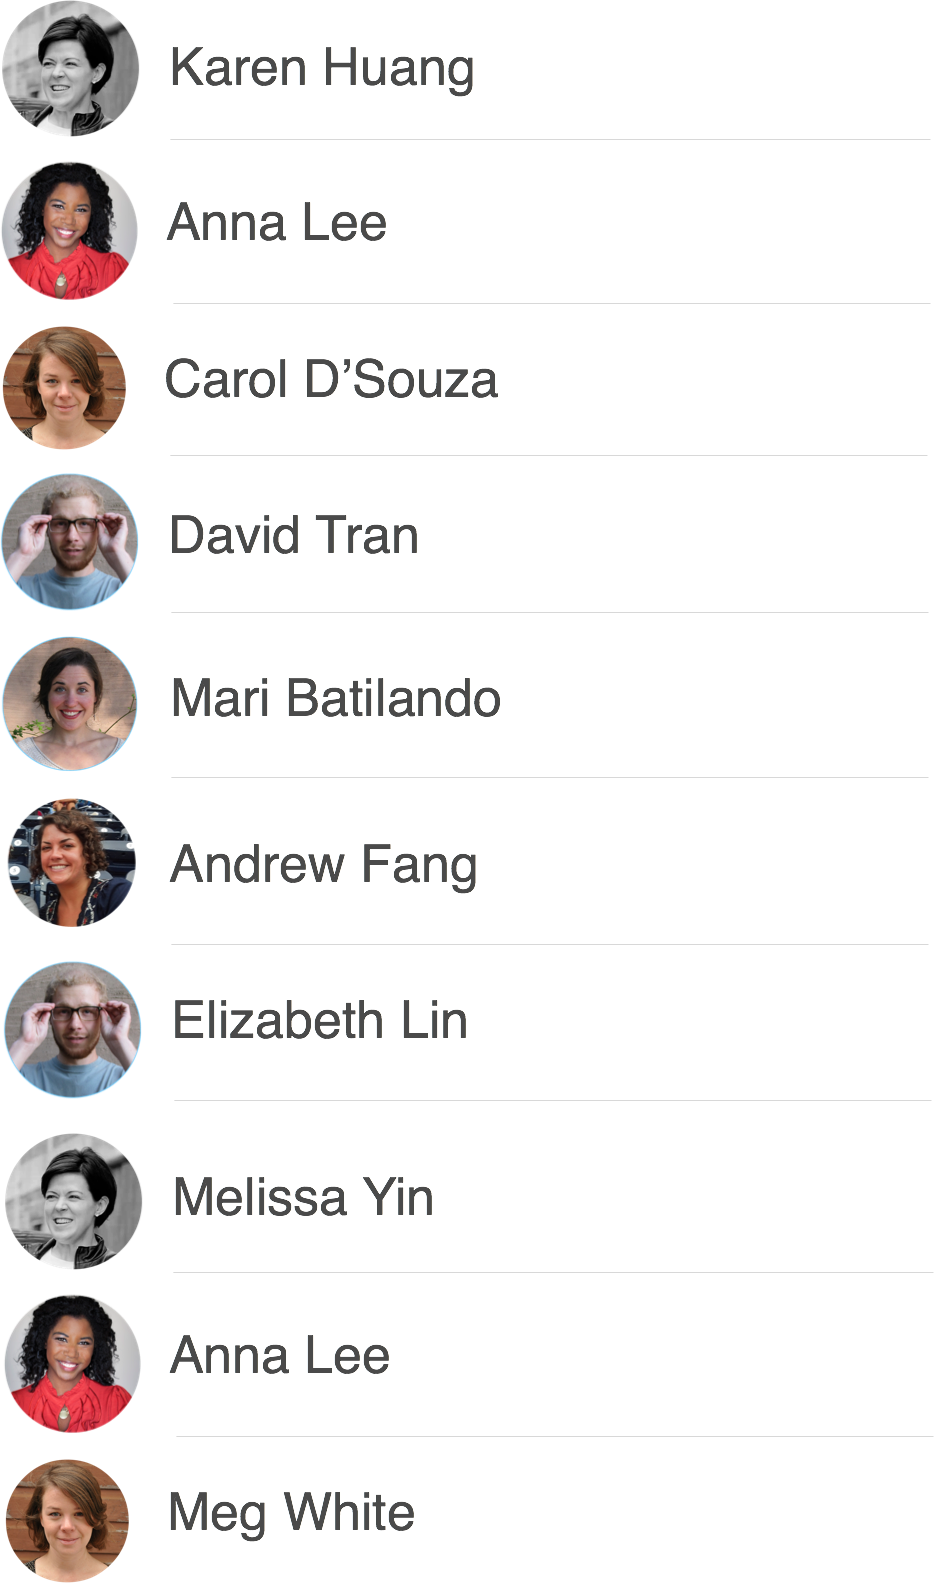 Karen Huang
Anna Lee
Carol D’Souza
David Tran
Mari Batilando
Andrew Fang
Elizabeth Lin
Melissa Yin
Anna Lee
Meg White